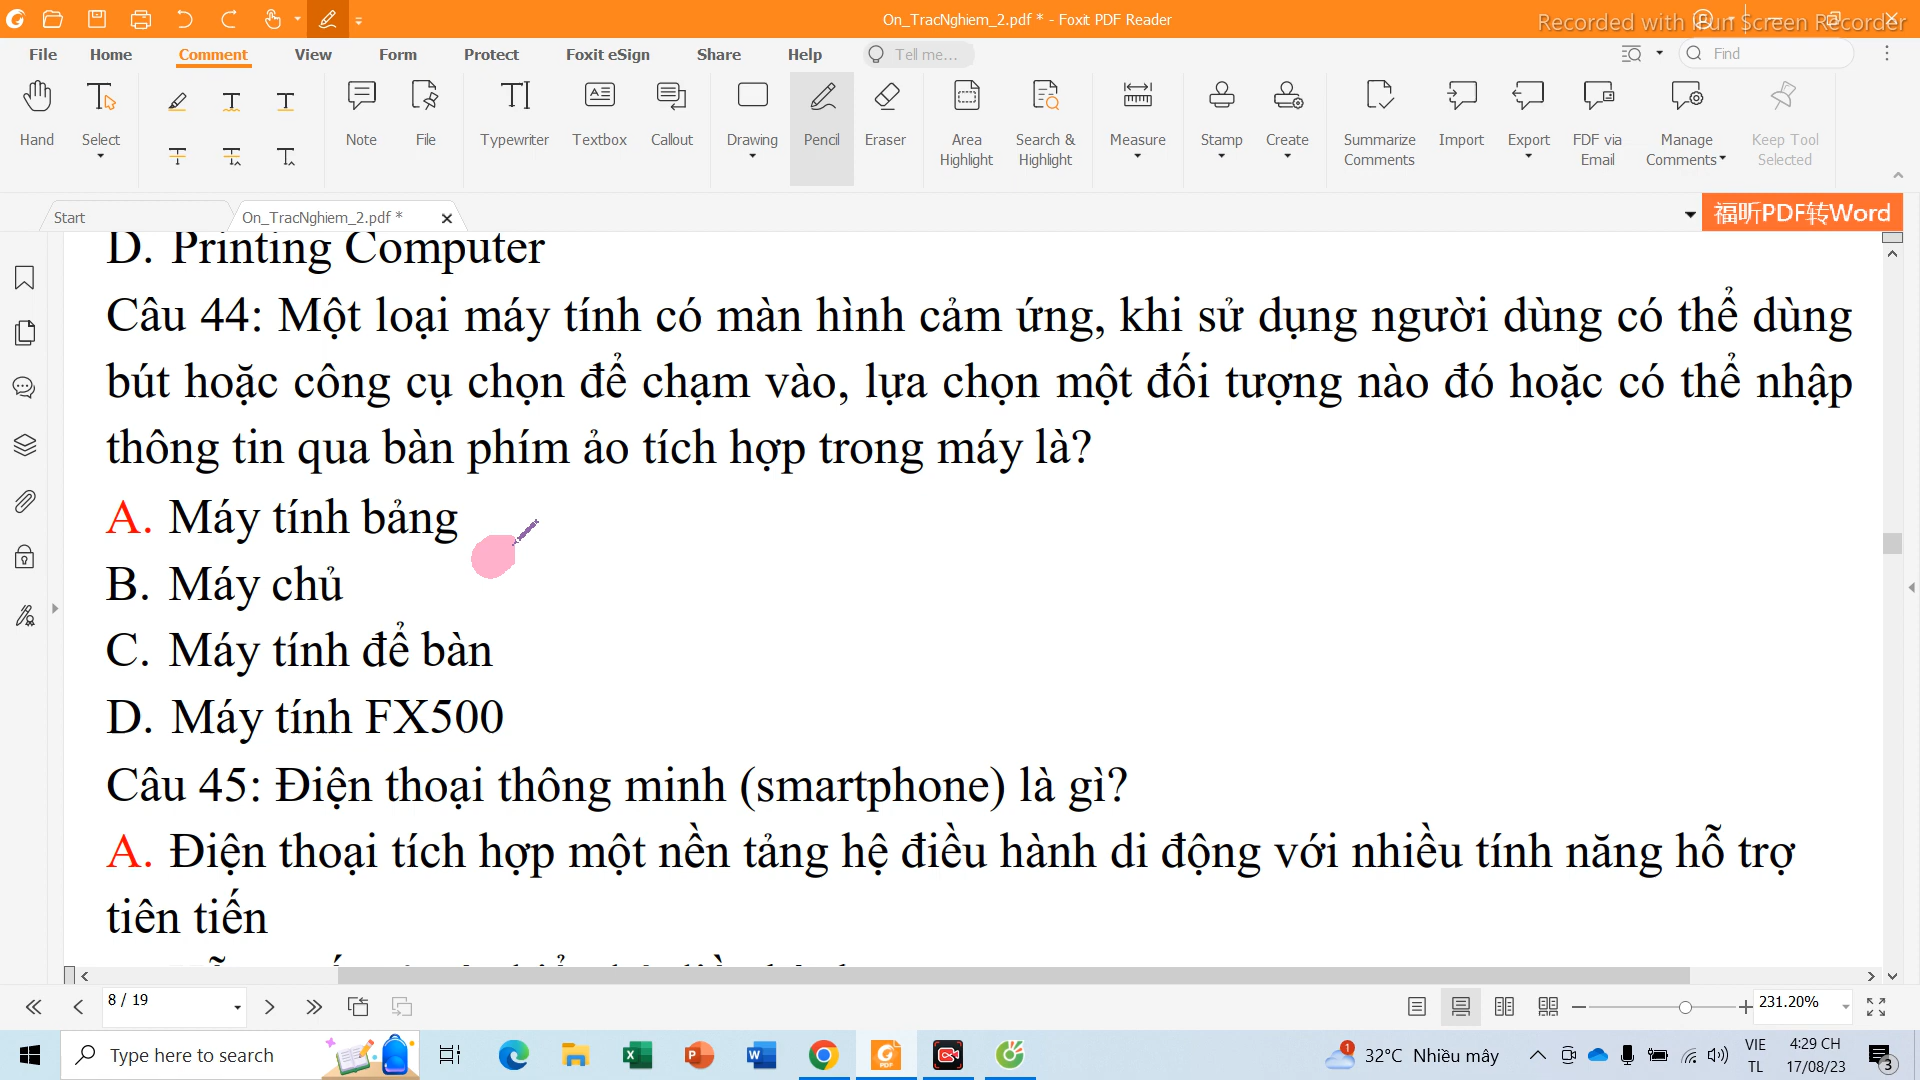 On_TracNghiem_2.pdf * - Foxit PDF Reader
Recorded with iFun Screen Recorder
File Home Comment View Form Protect Foxit eSign Share Help Tell me... Find
Hand Select Note File Typewriter Textbox Callout Drawing Pencil Eraser Area Highlight Search & Highlight Measure Stamp Create Summarize Comments Import Export FDF via Email Manage Comments Keep Tool Selected
Start On_TracNghiem_2.pdf * 福昕PDF转Word
D. Printing Computer
Câu 44: Một loại máy tính có màn hình cảm ứng, khi sử dụng người dùng có thể dùng
bút hoặc công cụ chọn để chạm vào, lựa chọn một đối tượng nào đó hoặc có thể nhập
thông tin qua bàn phím ảo tích hợp trong máy là?
A. Máy tính bảng
B. Máy chủ
C. Máy tính để bàn
D. Máy tính FX500
Câu 45: Điện thoại thông minh (smartphone) là gì?
A. Điện thoại tích hợp một nền tảng hệ điều hành di động với nhiều tính năng hỗ trợ
tiên tiến
8 / 19 231.20%
Type here to search 32°C Nhiều mây VIE 4:29 CH
TL 17/08/23 3